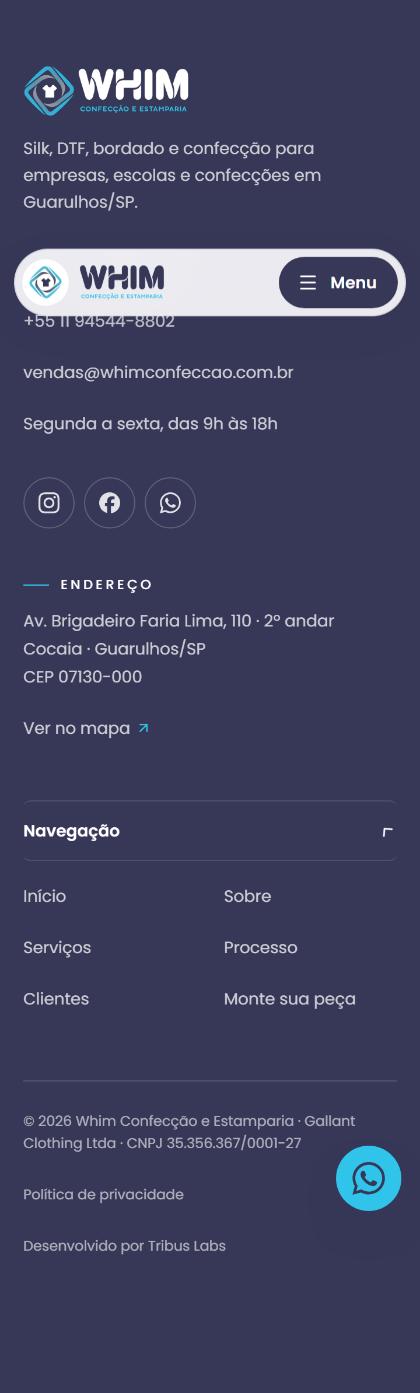 WHIM
CONFECÇÃO E ESTAMPARIA
Silk, DTF, bordado e confecção para
empresas, escolas e confecções em
Guarulhos/SP.
WHIM
CONFECÇÃO E ESTAMPARIA
Menu
+55 11 94544-8802
vendas@whimconfeccao.com.br
Segunda a sexta, das 9h às 18h
ENDEREÇO
Av. Brigadeiro Faria Lima, 110 · 2º andar
Cocaia · Guarulhos/SP
CEP 07130-000
Ver no mapa
Navegação
Início Sobre
Serviços Processo
Clientes Monte sua peça
© 2026 Whim Confecção e Estamparia · Gallant
Clothing Ltda · CNPJ 35.356.367/0001-27
Política de privacidade
Desenvolvido por Tribus Labs